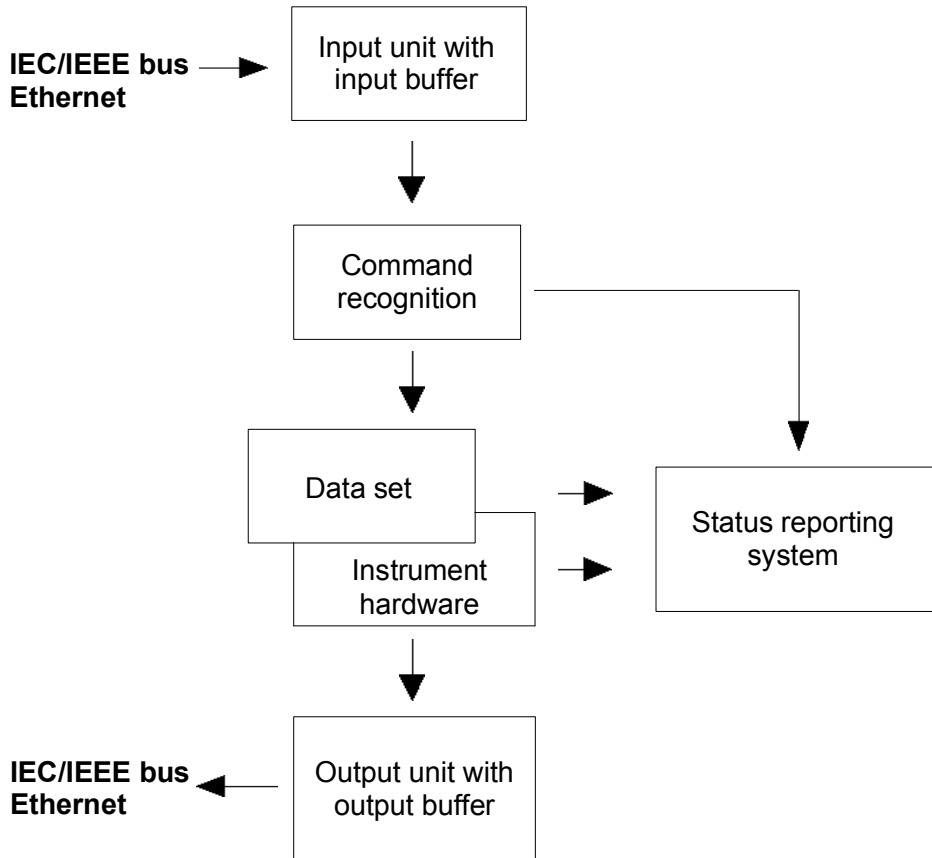 IEC/IEEE bus
Ethernet
Input unit with
input buffer
Command
recognition
Data set
Instrument
hardware
Status reporting
system
IEC/IEEE bus
Ethernet
Output unit with
output buffer